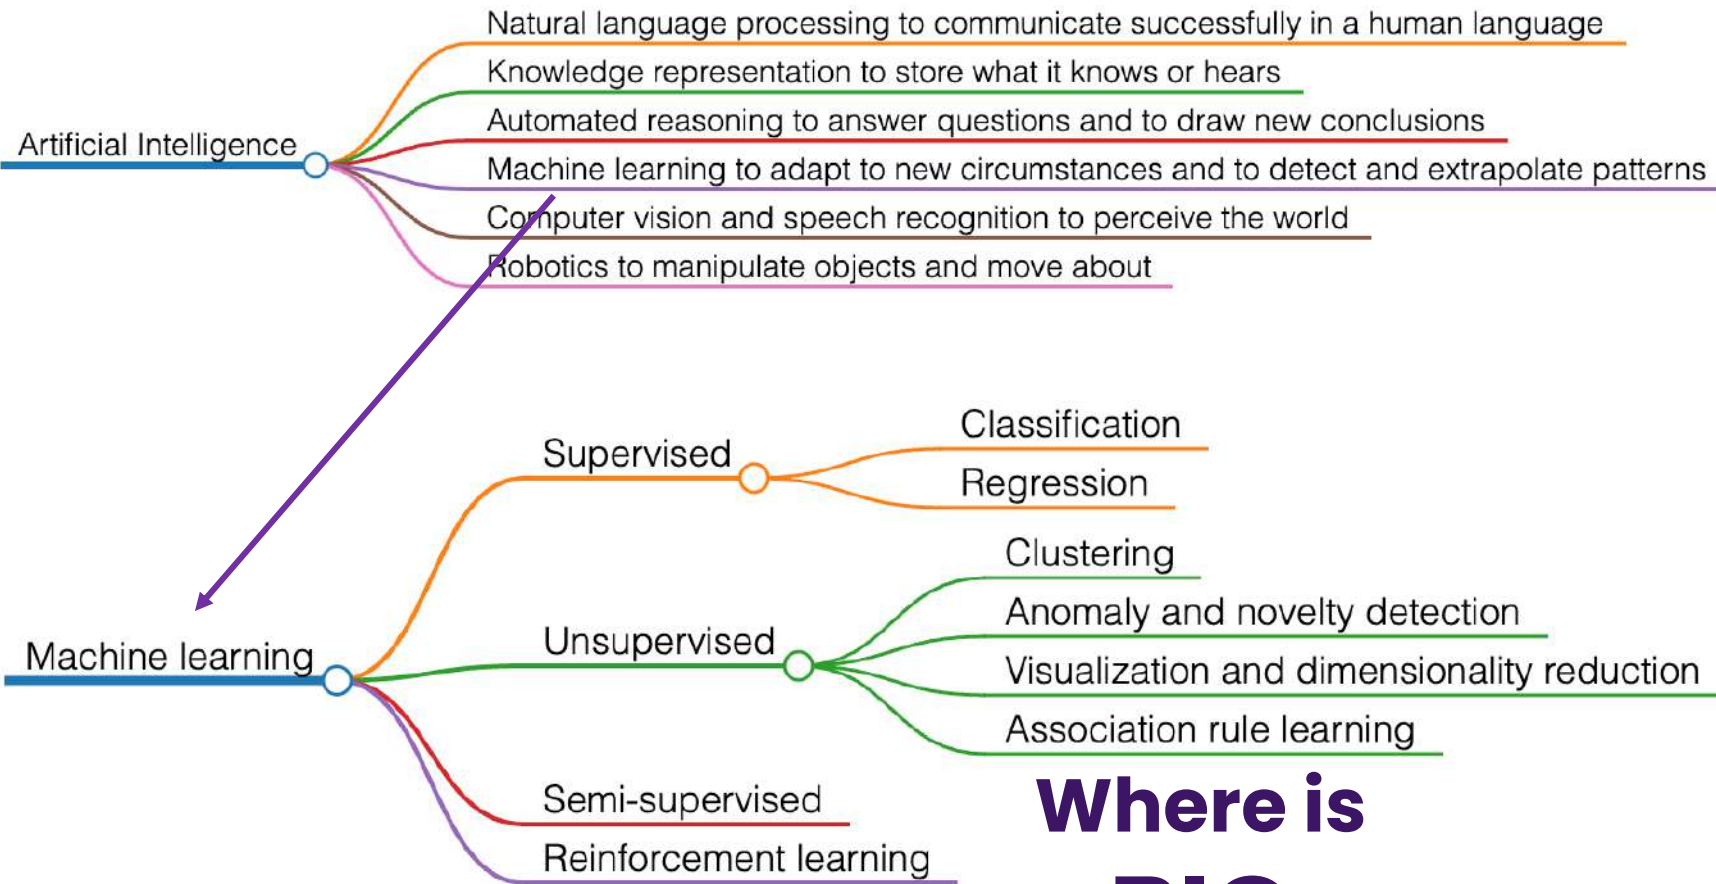 Natural language processing to communicate successfully in a human language
Knowledge representation to store what it knows or hears
Automated reasoning to answer questions and to draw new conclusions
Artificial Intelligence
Machine learning to adapt to new circumstances and to detect and extrapolate patterns
Computer vision and speech recognition to perceive the world
Robotics to manipulate objects and move about
Classification
Supervised
Regression
Clustering
Anomaly and novelty detection
Unsupervised
Machine learning
Visualization and dimensionality reduction
Association rule learning
Semi-supervised
Reinforcement learning
Where is